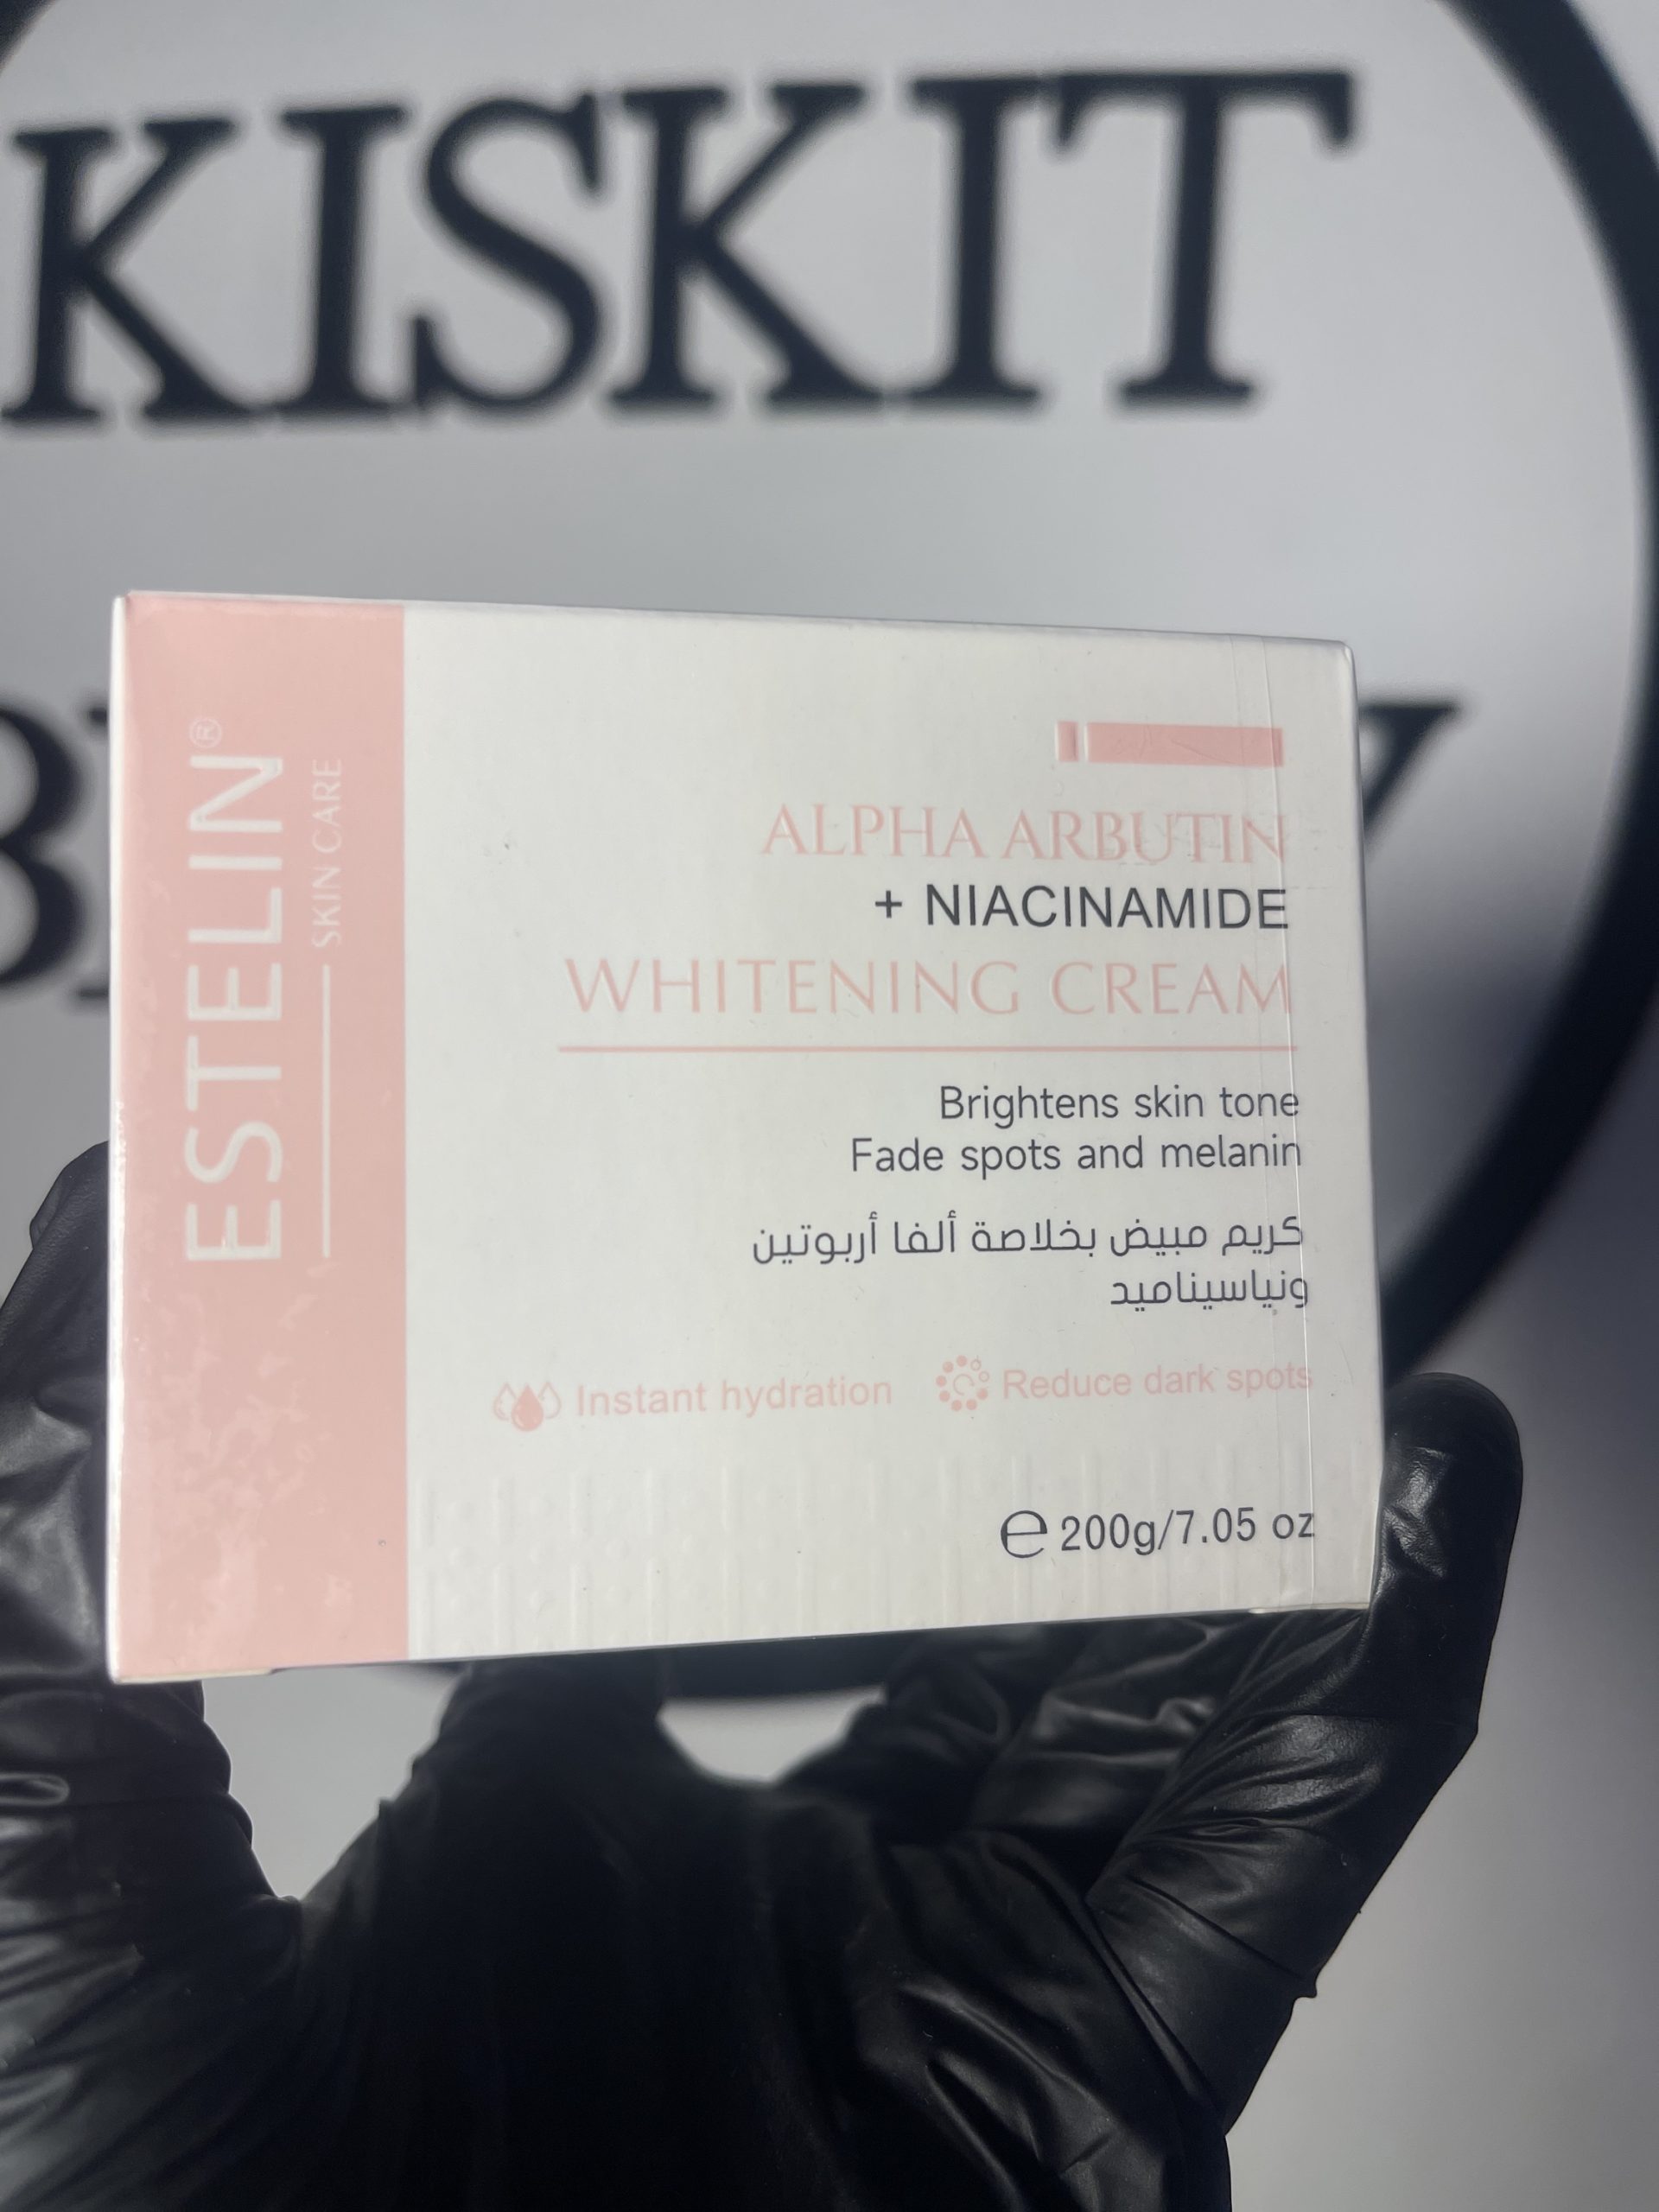 KISKIT
ESTELIN®
SKIN CARE
ALPHA ARBUTIN
+ NIACINAMIDE
WHITENING CREAM
Brightens skin tone
Fade spots and melanin
كريم مبيض بخلاصة ألفا أربوتين
ونياسيناميد
Instant hydration
Reduce dark spots
℮ 200g/7.05 oz